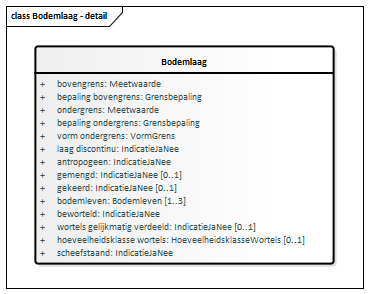 class Bodemlaag - detail
Bodemlaag
+ bovengrens: Meetwaarde
+ bepaling bovengrens: Grensbepaling
+ ondergrens: Meetwaarde
+ bepaling ondergrens: Grensbepaling
+ vorm ondergrens: VormGrens
+ laag discontinu: IndicatieJaNee
+ antropogeen: IndicatieJaNee
+ gemengd: IndicatieJaNee [0..1]
+ gekeerd: IndicatieJaNee [0..1]
+ bodemleven: Bodemleven [1..3]
+ beworteld: IndicatieJaNee
+ wortels gelijkmatig verdeeld: IndicatieJaNee [0..1]
+ hoeveelheidsklasse wortels: HoeveelheidsklasseWortels [0..1]
+ scheefstand: IndicatieJaNee